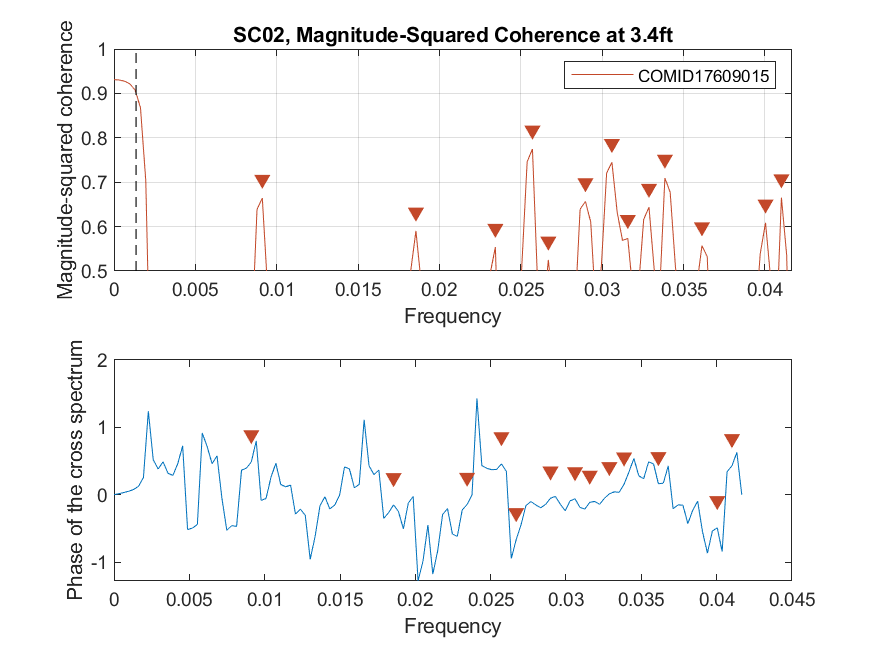 SC02, Magnitude-Squared Coherence at 3.4ft
Magnitude-squared coherence
1
0.9
0.8
0.7
0.6
0.5
COMID17609015
0 0.005 0.01 0.015 0.02 0.025 0.03 0.035 0.04
Frequency
Phase of the cross spectrum
2
1
0
-1
0 0.005 0.01 0.015 0.02 0.025 0.03 0.035 0.04 0.045
Frequency